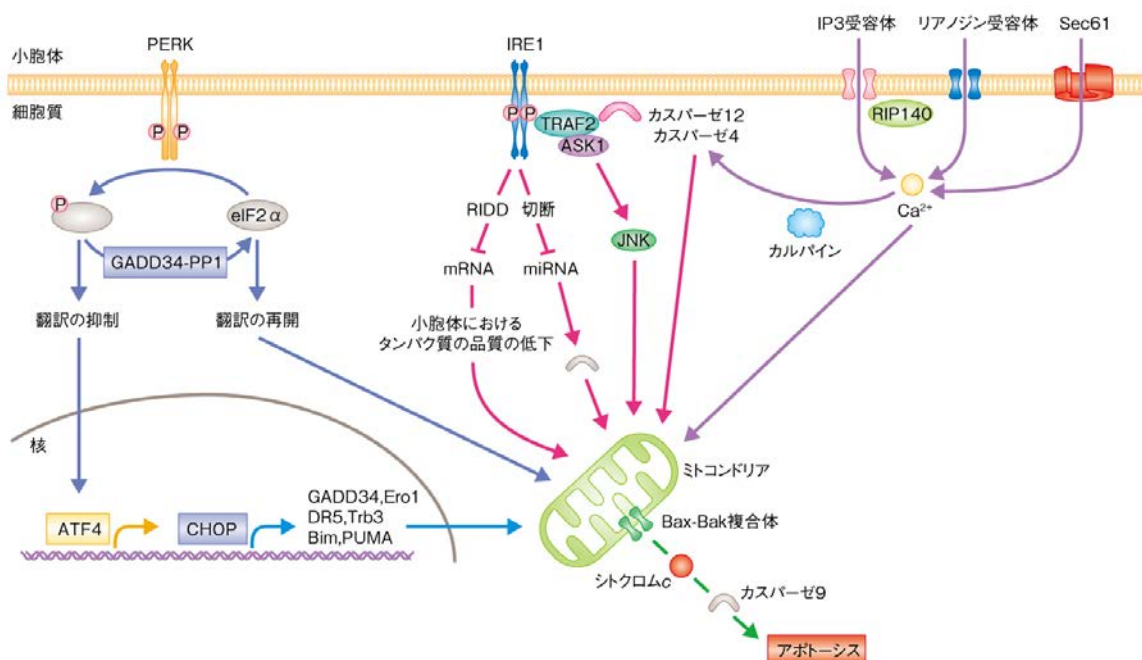 小胞体
細胞質
PERK
P
P
IRE1
P
P
TRAF2
ASK1
カスパーゼ12
カスパーゼ4
IP3受容体
リアノジン受容体
Sec61
RIP140
Ca2+
カルパイン
P
eIF2α
GADD34-PP1
翻訳の抑制
翻訳の再開
RIDD
切断
mRNA
miRNA
JNK
小胞体における
タンパク質の品質の低下
核
ATF4
CHOP
GADD34,Ero1
DR5,Trb3
Bim,PUMA
ミトコンドリア
Bax-Bak複合体
シトクロムc
カスパーゼ9
アポトーシス